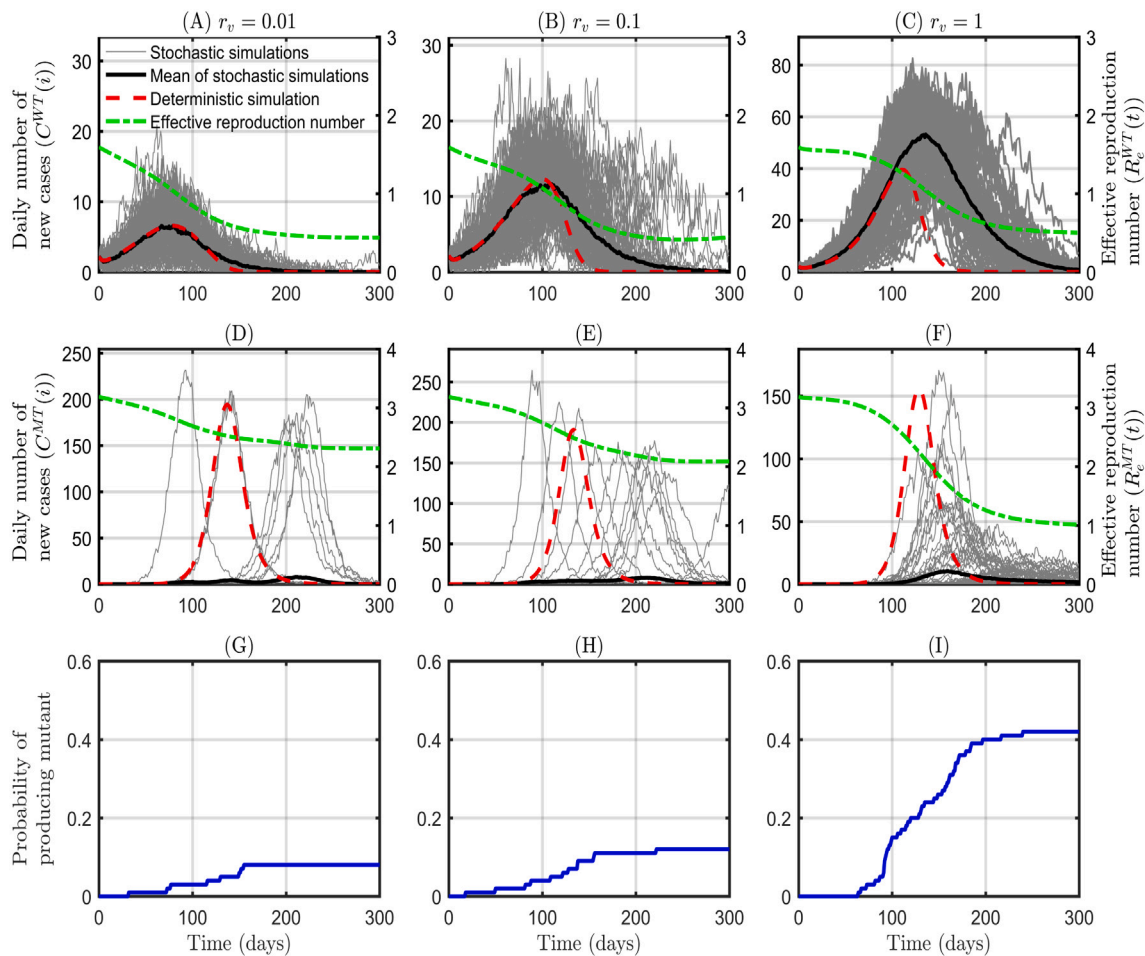 (A) r_v = 0.01
(B) r_v = 0.1
(C) r_v = 1
Daily number of
new cases (C^{WT}(i))
30
20
10
0
Stochastic simulations
Mean of stochastic simulations
Deterministic simulation
Effective reproduction number
3
2
1
0
0 100 200 300
30
20
10
0
3
2
1
0
0 100 200 300
80
60
40
20
0
3
2
1
0
0 100 200 300
Effective reproduction
number (R_e^{WT}(t))
(D)
(E)
(F)
Daily number of
new cases (C^{MT}(i))
250
200
150
100
50
0
4
3
2
1
0
0 100 200 300
250
200
150
100
50
0
4
3
2
1
0
0 100 200 300
150
100
50
0
4
3
2
1
0
0 100 200 300
Effective reproduction
number (R_e^{MT}(t))
(G)
(H)
(I)
Probability of
producing mutant
0.6
0.4
0.2
0
0 100 200 300
Time (days)
0.6
0.4
0.2
0
0 100 200 300
Time (days)
0.6
0.4
0.2
0
0 100 200 300
Time (days)